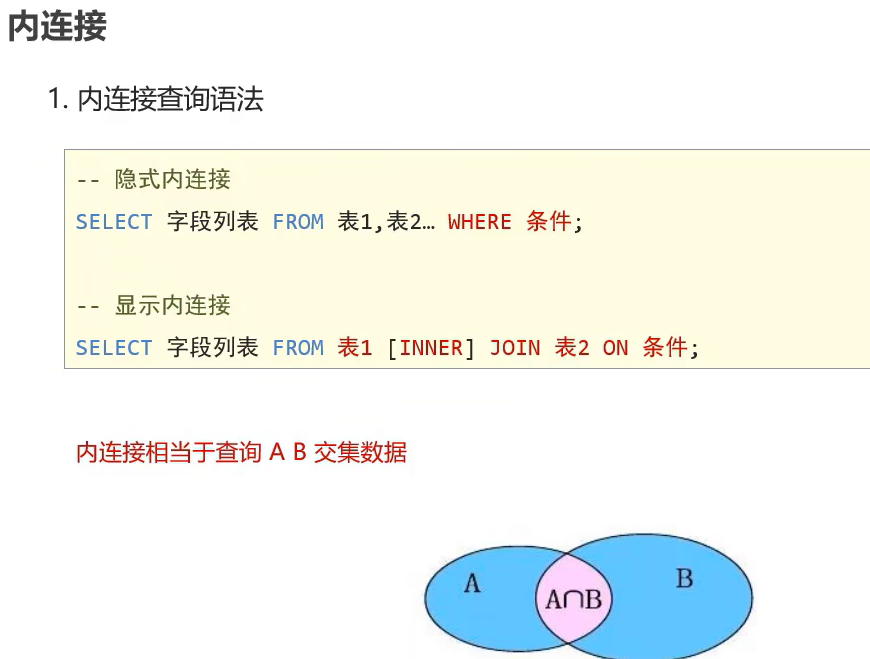 内连接
1. 内连接查询语法
-- 隐式内连接
SELECT 字段列表 FROM 表1,表2… WHERE 条件;
-- 显示内连接
SELECT 字段列表 FROM 表1 [INNER] JOIN 表2 ON 条件;
内连接相当于查询 A B 交集数据
A
A∩B
B